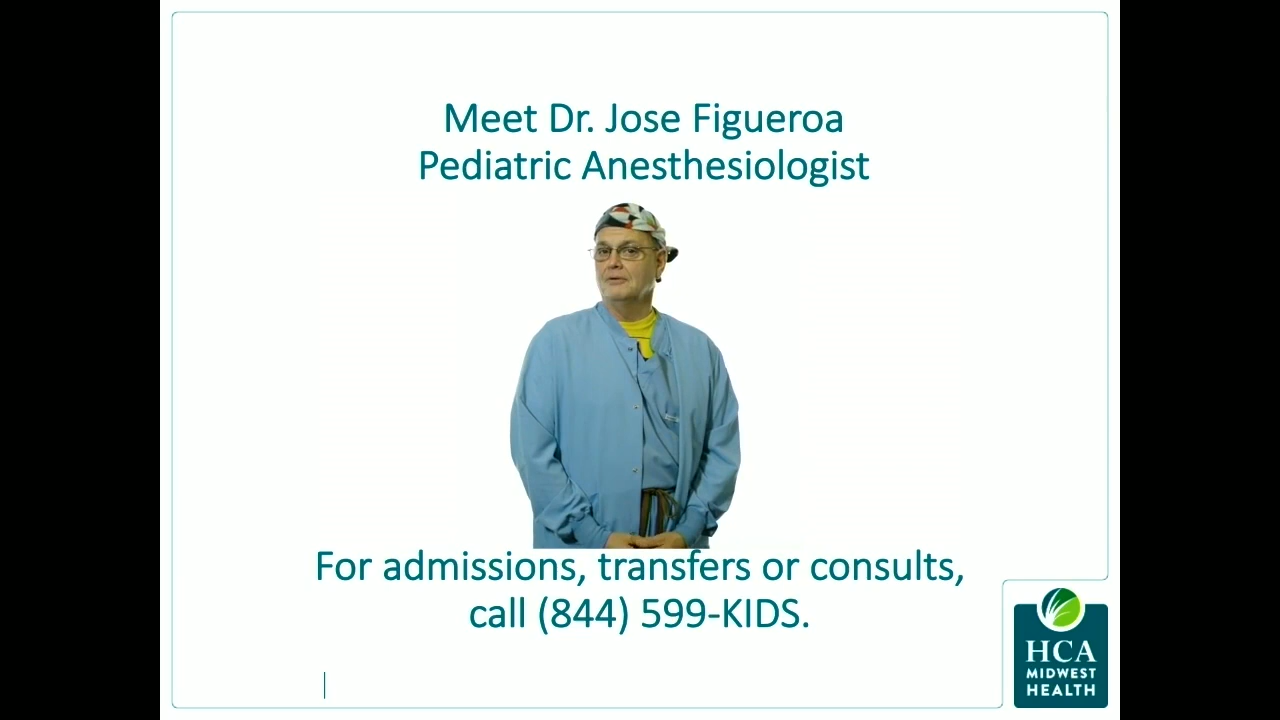 Meet Dr. Jose Figueroa
Pediatric Anesthesiologist
For admissions, transfers or consults,
call (844) 599-KIDS.
HCA
MIDWEST
HEALTH